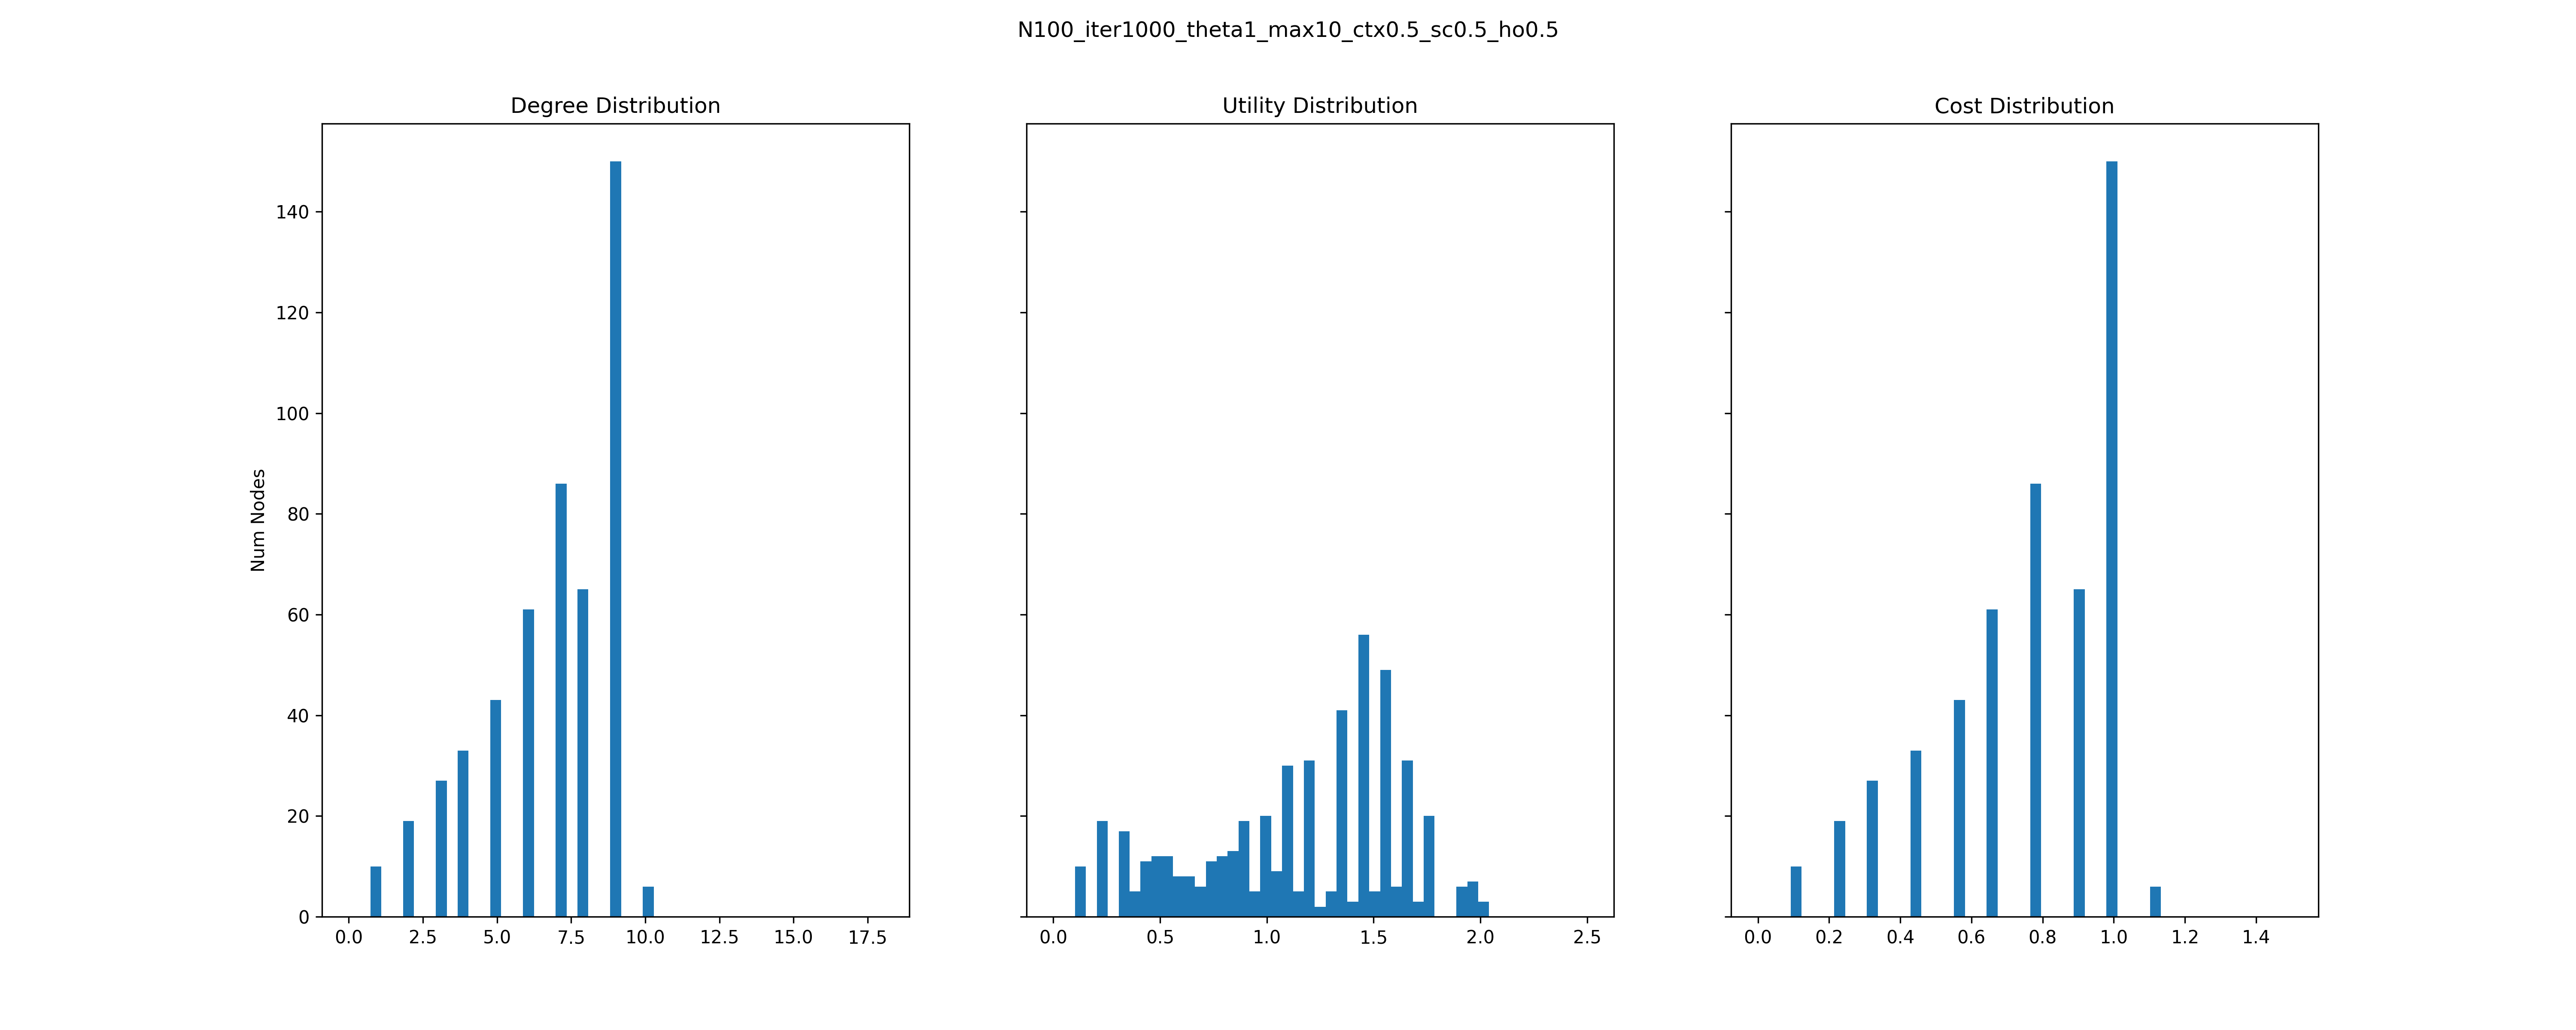 N100_iter1000_theta1_max10_ctx0.5_sc0.5_ho0.5
Degree Distribution
Utility Distribution
Cost Distribution
Num Nodes
140
120
100
80
60
40
20
0
0.0 2.5 5.0 7.5 10.0 12.5 15.0 17.5
0.0 0.5 1.0 1.5 2.0 2.5
0.0 0.2 0.4 0.6 0.8 1.0 1.2 1.4